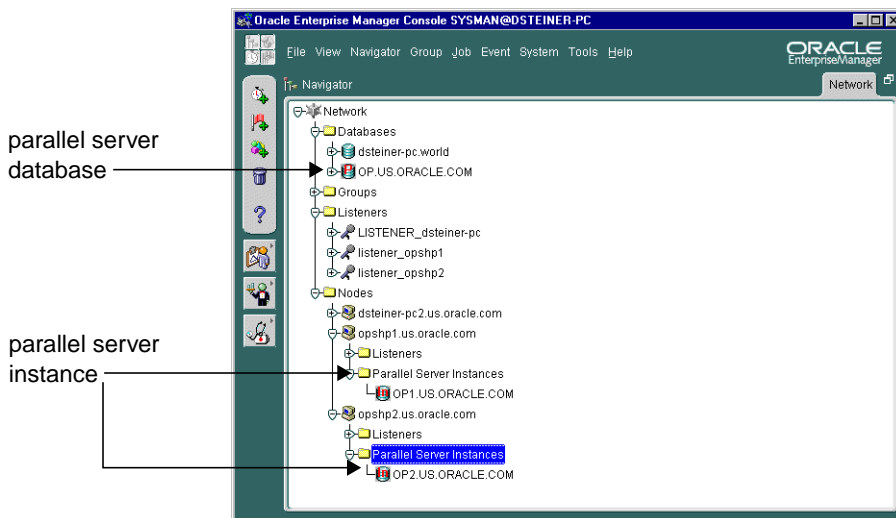 Oracle Enterprise Manager Console SYSMAN@DSTEINER-PC
File View Navigator Group Job Event System Tools Help
ORACLE
EnterpriseManager
Navigator
Network
Network
Databases
dsteiner-pc.world
OP.US.ORACLE.COM
Groups
Listeners
LISTENER_dsteiner-pc
listener_opshp1
listener_opshp2
Nodes
dsteiner-pc2.us.oracle.com
opshp1.us.oracle.com
Listeners
Parallel Server Instances
OP1.US.ORACLE.COM
opshp2.us.oracle.com
Listeners
Parallel Server Instances
OP2.US.ORACLE.COM
parallel server
database
parallel server
instance